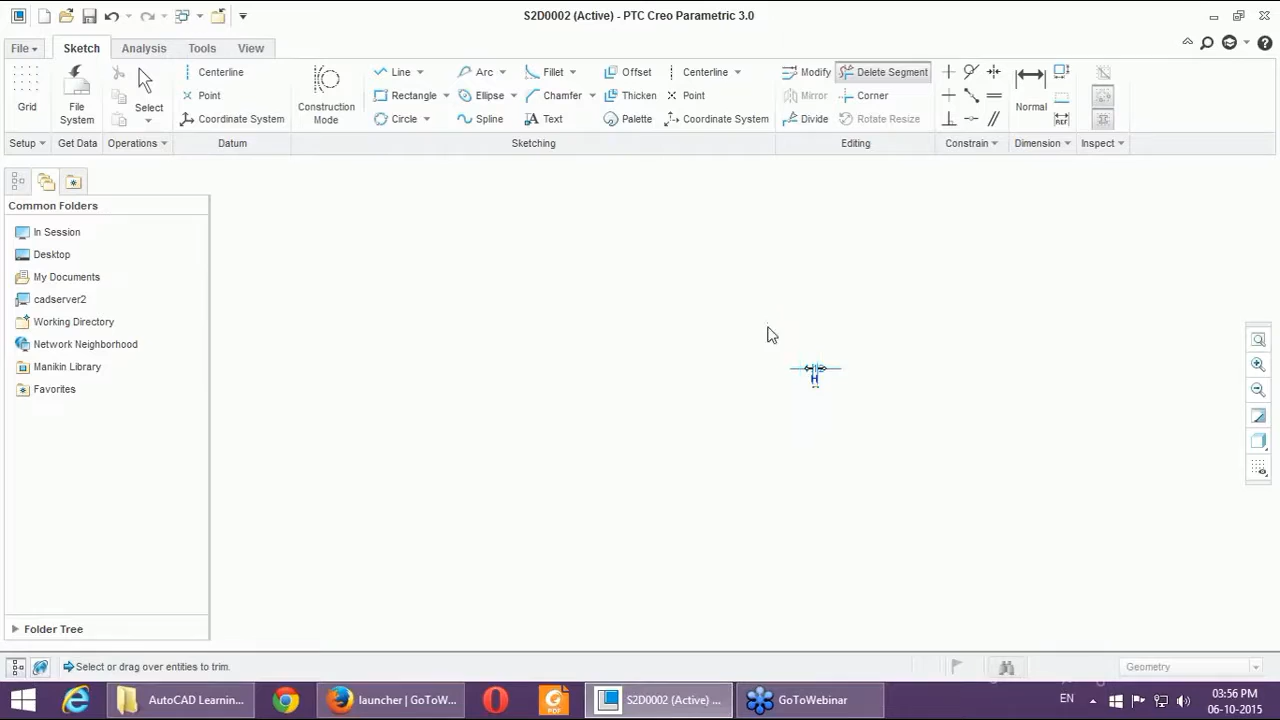 S2D0002 (Active) - PTC Creo Parametric 3.0
File Sketch Analysis Tools View
Grid
File System
Select
Centerline
Point
Coordinate System
Construction Mode
Line Arc Fillet Offset Centerline
Rectangle Ellipse Chamfer Thicken Point
Circle Spline Text Palette Coordinate System
Modify Delete Segment
Mirror Corner
Divide Rotate Resize
Normal
REF
Setup Get Data Operations Datum Sketching Editing Constrain Dimension Inspect
Common Folders
In Session
Desktop
My Documents
cadserver2
Working Directory
Network Neighborhood
Manikin Library
Favorites
H
Folder Tree
Select or drag over entities to trim.
Geometry
AutoCAD Learnin...
launcher | GoToW...
PDF
S2D0002 (Active) ...
GoToWebinar
EN
03:56 PM
06-10-2015